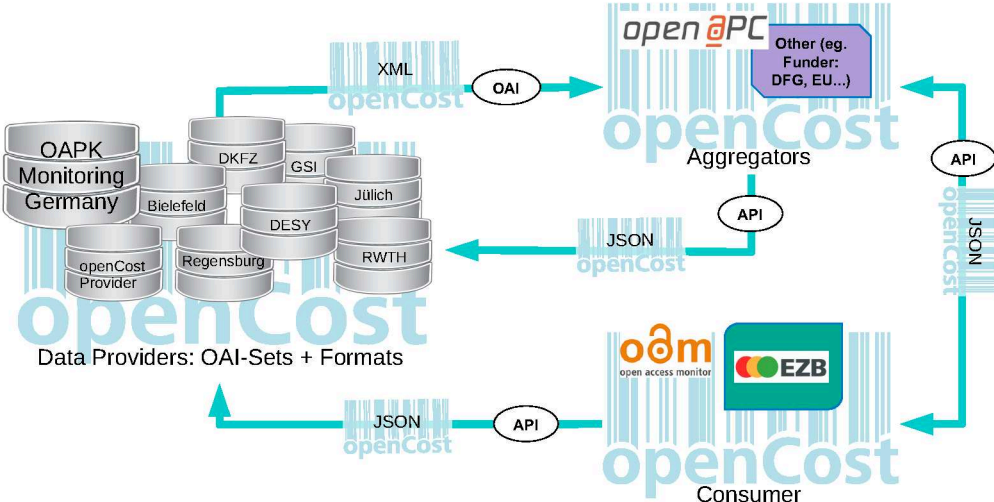 open aPC
Other (eg.
Funder:
DFG, EU...)
openCost
Aggregators
XML
openCost
OAI
OAPK
Monitoring
Germany
DKFZ
GSI
Bielefeld
Jülich
DESY
openCost
Provider
Regensburg
RWTH
openCost
Data Providers: OAI-Sets + Formats
API
JSON
openCost
API
JSON
openCost
oam
open access monitor
EZB
openCost
Consumer
JSON
openCost
API